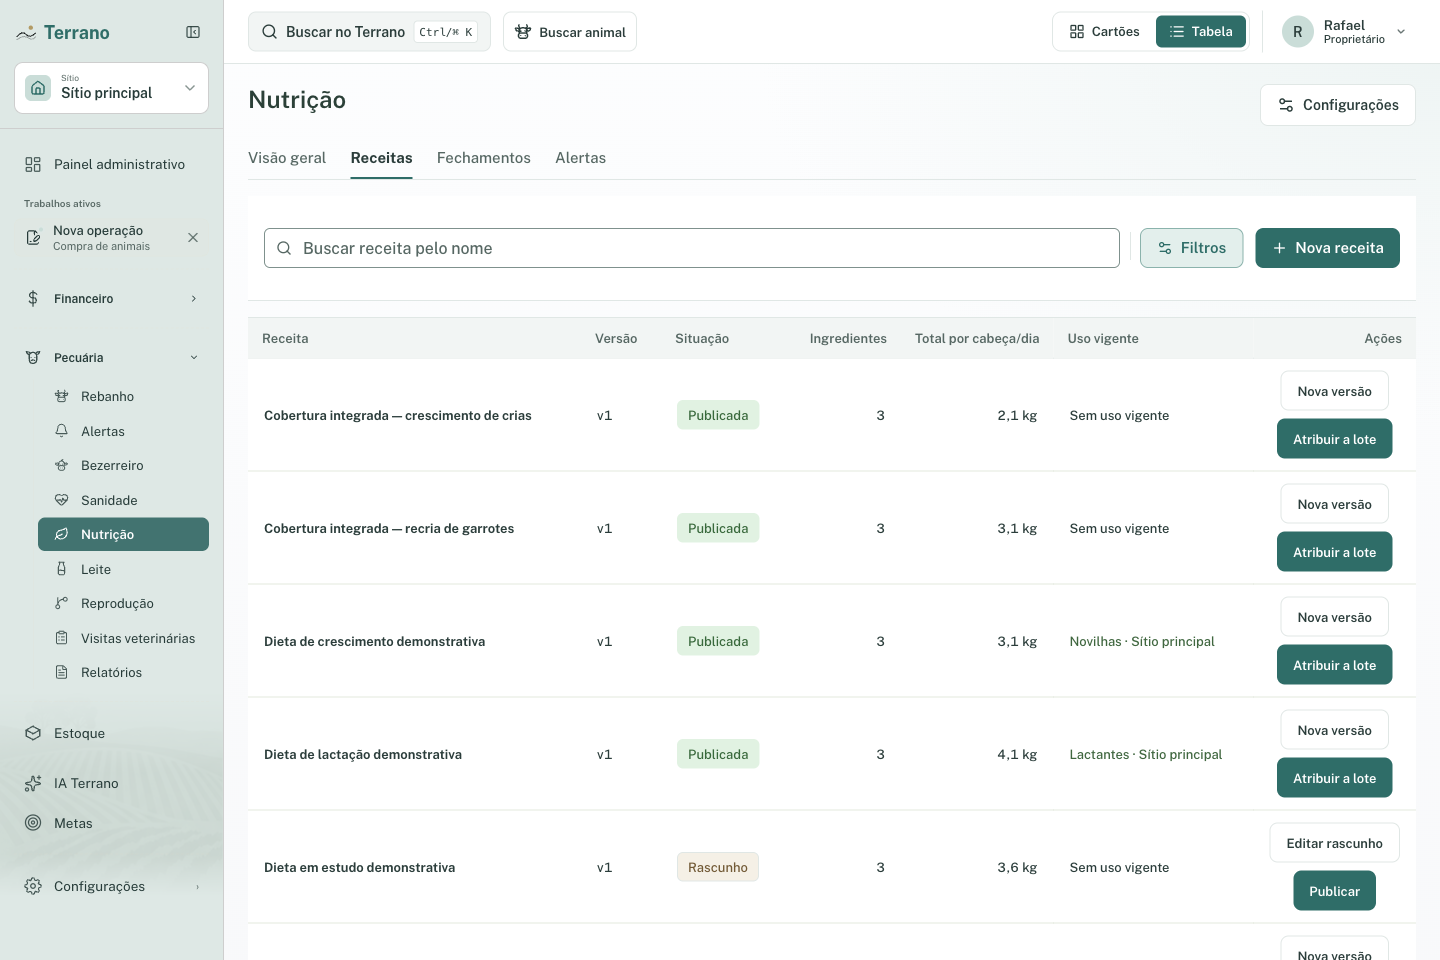 Terrano
Sítio
Sítio principal
Painel administrativo
Trabalhos ativos
Nova operação
Compra de animais
Financeiro
Pecuária
Rebanho
Alertas
Bezerreiro
Sanidade
Nutrição
Leite
Reprodução
Visitas veterinárias
Relatórios
Estoque
IA Terrano
Metas
Configurações
Buscar no Terrano Ctrl/⌘ K
Buscar animal
Cartões
Tabela
R
Rafael
Proprietário
Nutrição
Configurações
Visão geral Receitas Fechamentos Alertas
Buscar receita pelo nome
Filtros
Nova receita
Receita Versão Situação Ingredientes Total por cabeça/dia Uso vigente Ações
Cobertura integrada — crescimento de crias v1 Publicada 3 2,1 kg Sem uso vigente
Nova versão
Atribuir a lote
Cobertura integrada — recria de garrotes v1 Publicada 3 3,1 kg Sem uso vigente
Nova versão
Atribuir a lote
Dieta de crescimento demonstrativa v1 Publicada 3 3,1 kg Novilhas · Sítio principal
Nova versão
Atribuir a lote
Dieta de lactação demonstrativa v1 Publicada 3 4,1 kg Lactantes · Sítio principal
Nova versão
Atribuir a lote
Dieta em estudo demonstrativa v1 Rascunho 3 3,6 kg Sem uso vigente
Editar rascunho
Publicar
Nova versão